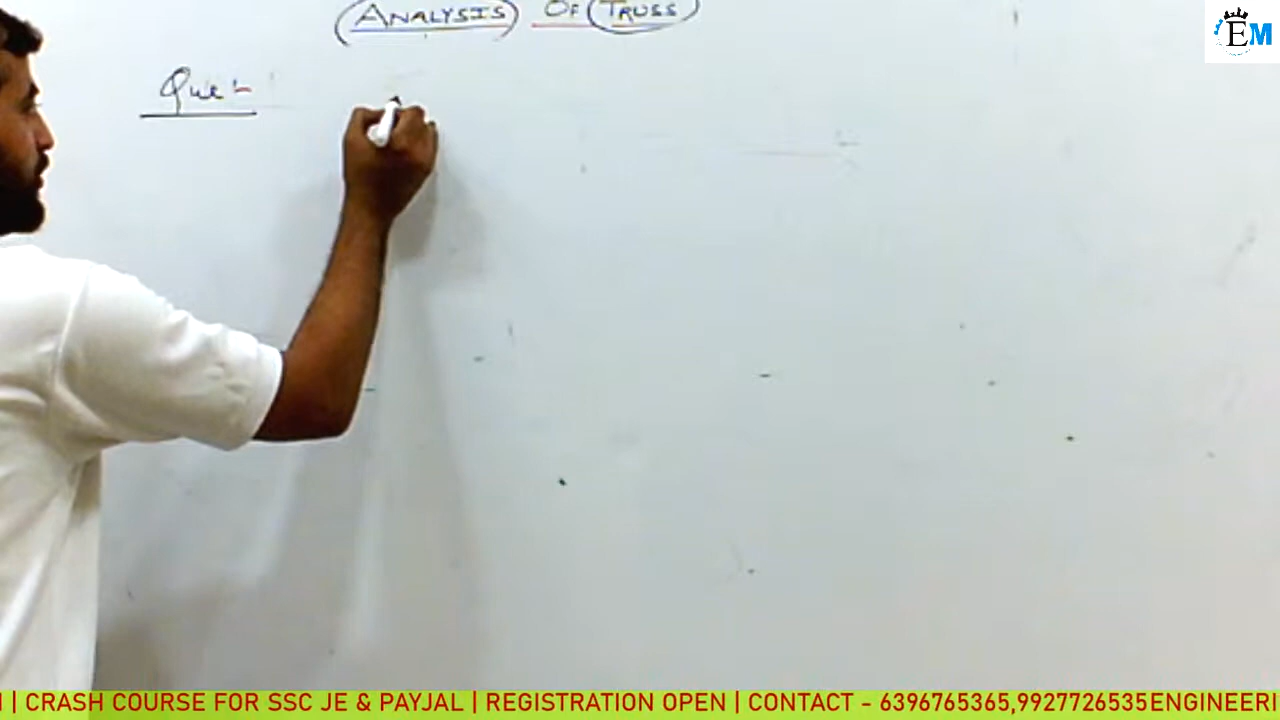 ANALYSIS OF TRUSS
EM
Que:-
| CRASH COURSE FOR SSC JE & PAYJAL | REGISTRATION OPEN | CONTACT - 6396765365,9927726535ENGINEERI